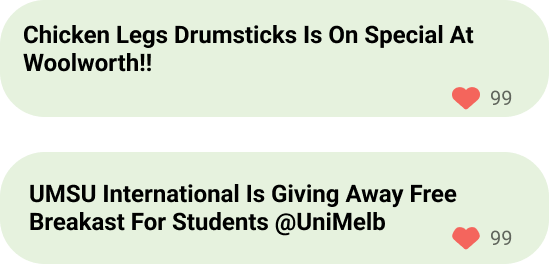 Chicken Legs Drumsticks Is On Special At
Woolworth!!
99
UMSU International Is Giving Away Free
Breakast For Students @UniMelb
99